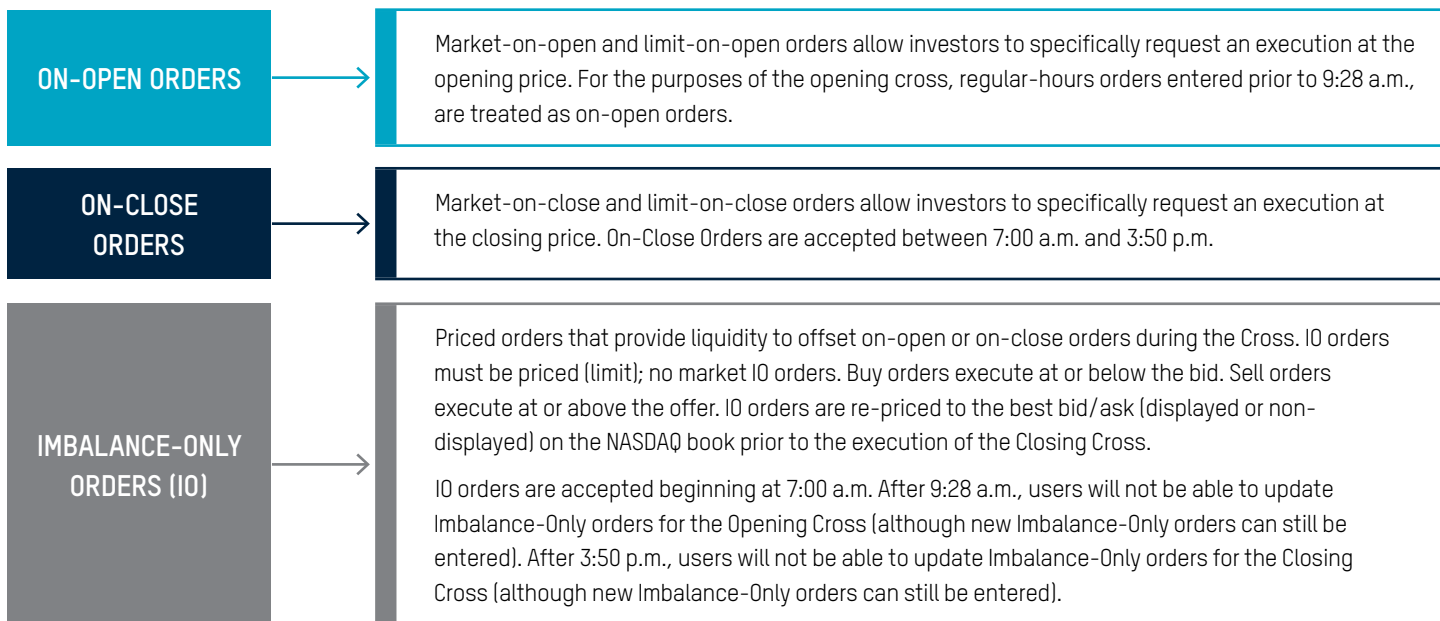 ON-OPEN ORDERS
Market-on-open and limit-on-open orders allow investors to specifically request an execution at the
opening price. For the purposes of the opening cross, regular-hours orders entered prior to 9:28 a.m.,
are treated as on-open orders.
ON-CLOSE
ORDERS
Market-on-close and limit-on-close orders allow investors to specifically request an execution at
the closing price. On-Close Orders are accepted between 7:00 a.m. and 3:50 p.m.
IMBALANCE-ONLY
ORDERS (IO)
Priced orders that provide liquidity to offset on-open or on-close orders during the Cross. IO orders
must be priced (limit); no market IO orders. Buy orders execute at or below the bid. Sell orders
execute at or above the offer. IO orders are re-priced to the best bid/ask (displayed or non-
displayed) on the NASDAQ book prior to the execution of the Closing Cross.
IO orders are accepted beginning at 7:00 a.m. After 9:28 a.m., users will not be able to update
Imbalance-Only orders for the Opening Cross (although new Imbalance-Only orders can still be
entered). After 3:50 p.m., users will not be able to update Imbalance-Only orders for the Closing
Cross (although new Imbalance-Only orders can still be entered).